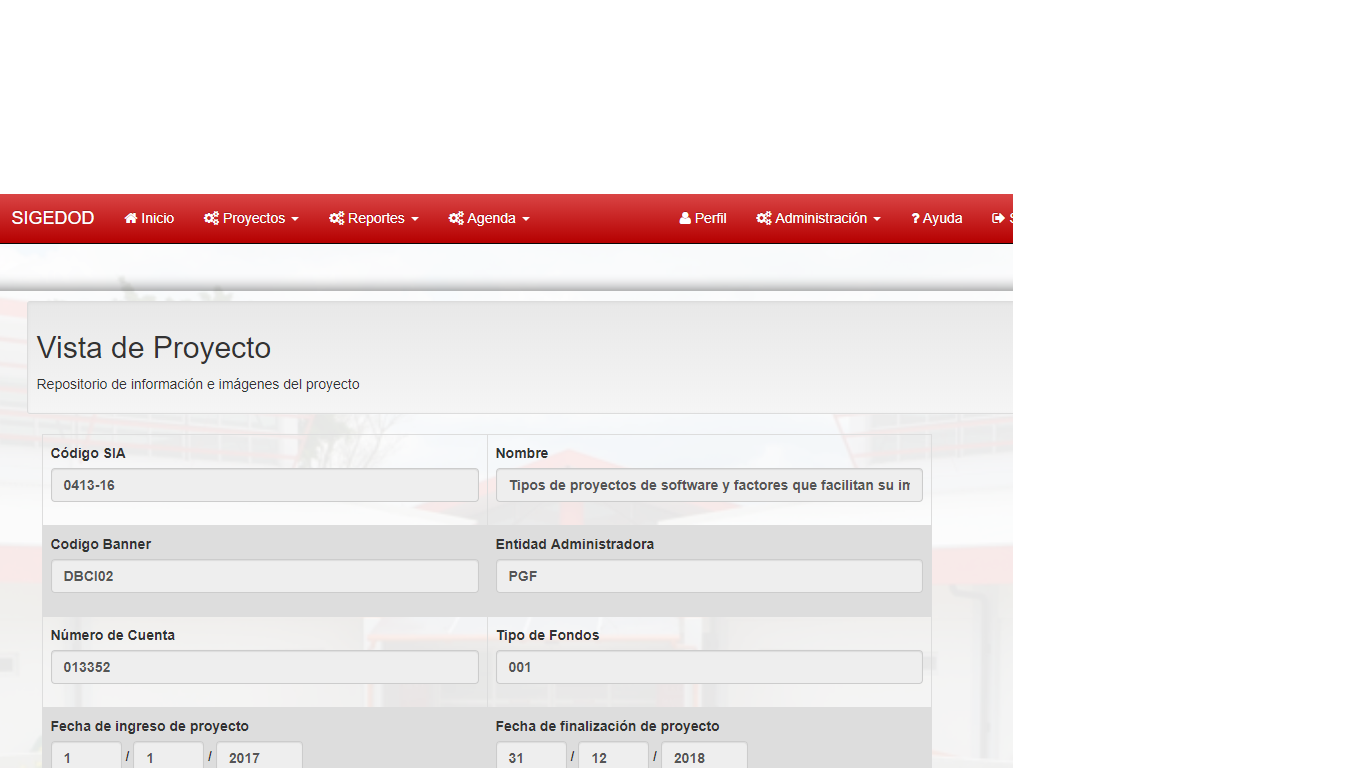 SIGEDOD Inicio Proyectos Reportes Agenda Perfil Administración ? Ayuda
Vista de Proyecto
Repositorio de información e imágenes del proyecto
Código SIA Nombre
0413-16 Tipos de proyectos de software y factores que facilitan su
Codigo Banner Entidad Administradora
DBCI02 PGF
Número de Cuenta Tipo de Fondos
013352 001
Fecha de ingreso de proyecto Fecha de finalización de proyecto
1 / 1 / 2017 31 / 12 / 2018